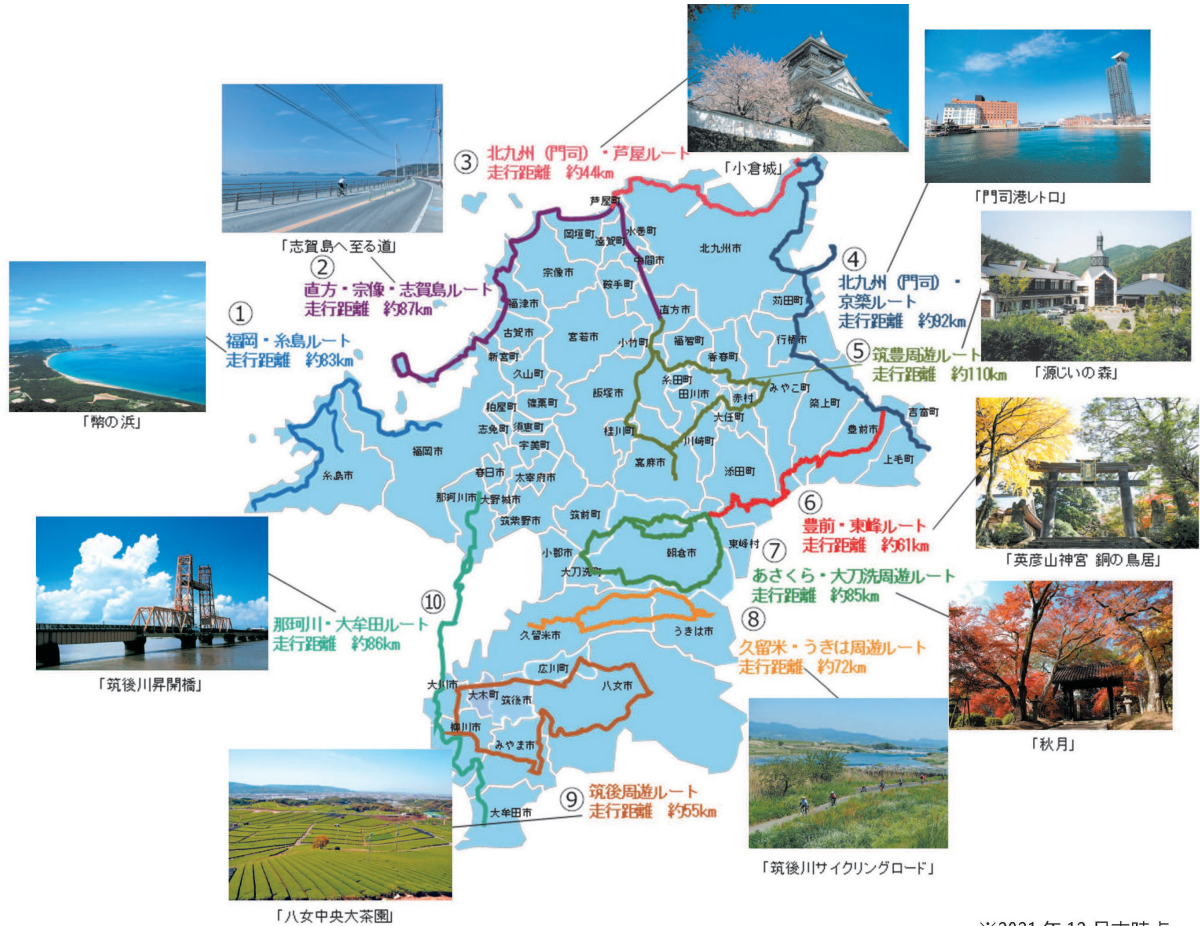 ③ 北九州（門司）・芦屋ルート
走行距離 約44km
「小倉城」
「門司港レトロ」
「志賀島へ至る道」
② 直方・宗像・志賀島ルート
走行距離 約87km
① 福岡・糸島ルート
走行距離 約83km
「幣の浜」
④ 北九州（門司）・
京築ルート
走行距離 約92km
⑤ 筑豊周遊ルート
走行距離 約110km
「源じいの森」
芦屋町
岡垣町
遠賀町
水巻町
中間市
北九州市
宗像市
鞍手町
福津市
直方市
苅田町
古賀市
宮若市
小竹町
福智町
香春町
行橋市
新宮町
久山町
飯塚市
糸田町
田川市
赤村
みやこ町
築上町
吉富町
粕屋町
篠栗町
大任町
志免町
須恵町
桂川町
川崎町
豊前市
福岡市
宇美町
嘉麻市
添田町
上毛町
糸島市
春日市
太宰府市
那珂川市
大野城市
筑紫野市
筑前町
⑥ 豊前・東峰ルート
走行距離 約61km
「英彦山神宮 銅の鳥居」
小郡市
朝倉市
東峰村
大刀洗町
⑦ あさくら・大刀洗周遊ルート
走行距離 約85km
「秋月」
⑩ 那珂川・大牟田ルート
走行距離 約86km
「筑後川昇開橋」
久留米市
うきは市
⑧ 久留米・うきは周遊ルート
走行距離 約72km
「筑後川サイクリングロード」
広川町
大川市
大木町
筑後市
八女市
柳川市
みやま市
大牟田市
⑨ 筑後周遊ルート
走行距離 約55km
「八女中央大茶園」